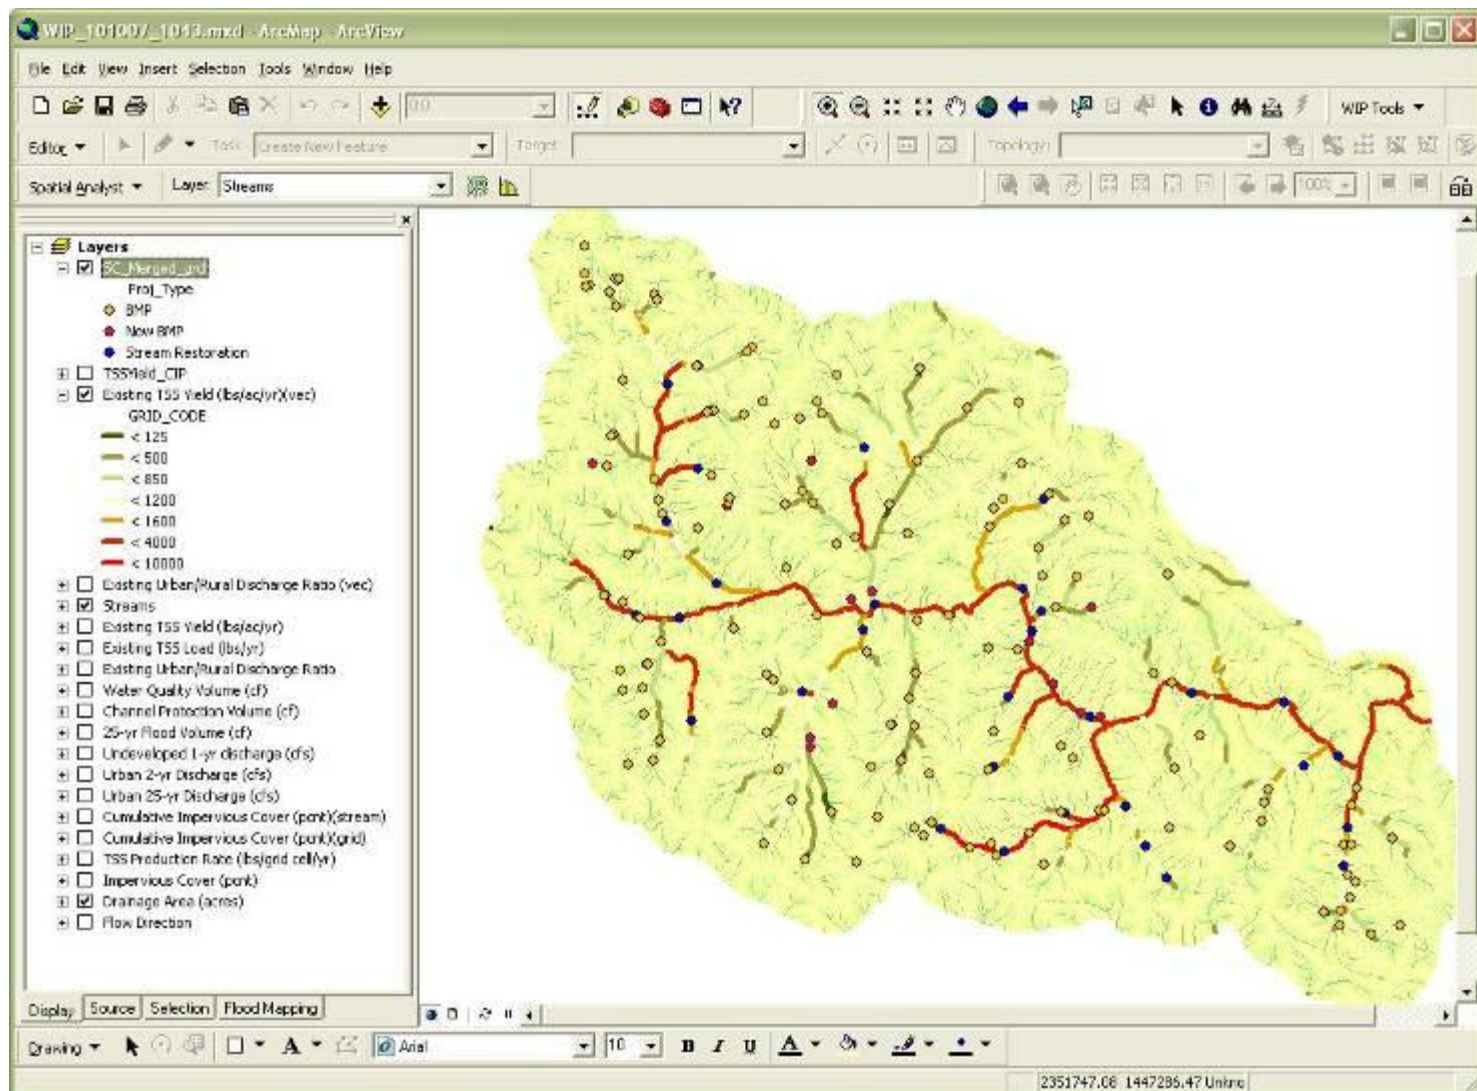 WIP_101007_1043.mxd - ArcMap - ArcView
File Edit View Insert Selection Tools Window Help
0.0
WIP Tools
Editor Task: Create New Feature Target: Topology:
Spatial Analyst Layer: Streams 100%
Layers
SC_Merged_grd
Proj_Type
BMP
New BMP
Stream Restoration
TSSYield_CIP
Existing TSS Yield (lbs/ac/yr)(vec)
GRID_CODE
< 125
< 500
< 850
< 1200
< 1600
< 4000
< 10000
Existing Urban/Rural Discharge Ratio (vec)
Streams
Existing TSS Yield (lbs/ac/yr)
Existing TSS Load (lbs/yr)
Existing Urban/Rural Discharge Ratio
Water Quality Volume (cf)
Channel Protection Volume (cf)
25-yr Flood Volume (cf)
Undeveloped 1-yr discharge (cfs)
Urban 2-yr Discharge (cfs)
Urban 25-yr Discharge (cfs)
Cumulative Impervious Cover (pcnt)(stream)
Cumulative Impervious Cover (pcnt)(grid)
TSS Production Rate (lbs/grid cell/yr)
Impervious Cover (pcnt)
Drainage Area (acres)
Flow Direction
Display Source Selection Flood Mapping
Drawing A Arial 10 B I U A
2351747.08 1447286.47 Unkno